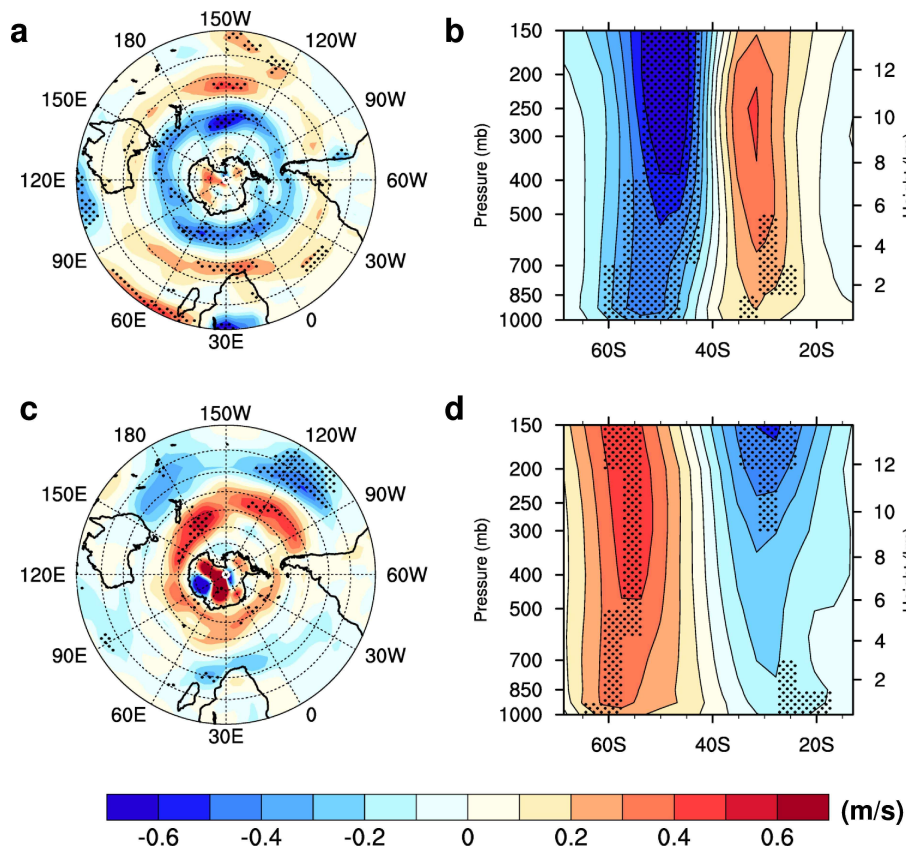 a
150W
180
120W
150E
90W
120E
60W
90E
30W
60E
0
30E
b
Pressure (mb)
150
200
250
300
400
500
700
850
1000
12
10
8
6
4
2
60S
40S
20S
c
150W
180
120W
150E
90W
120E
60W
90E
30W
60E
0
30E
d
Pressure (mb)
150
200
250
300
400
500
700
850
1000
12
10
8
6
4
2
60S
40S
20S
-0.6
-0.4
-0.2
0
0.2
0.4
0.6
(m/s)